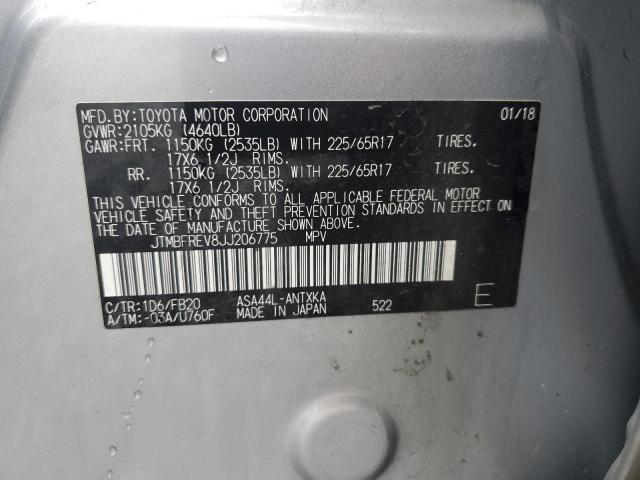 MFD.BY:TOYOTA MOTOR CORPORATION 01/18
GVWR:2105KG (4640LB)
GAWR:FRT. 1150KG (2535LB) WITH 225/65R17 TIRES.
17X6 1/2J RIMS.
RR. 1150KG (2535LB) WITH 225/65R17 TIRES.
17X6 1/2J RIMS.
THIS VEHICLE CONFORMS TO ALL APPLICABLE FEDERAL MOTOR
VEHICLE SAFETY AND THEFT PREVENTION STANDARDS IN EFFECT ON
THE DATE OF MANUFACTURE SHOWN ABOVE.
JTMBFREV8JJ206775 MPV
C/TR:1D6/FB20 ASA44L-ANTXKA
A/TM:-03A/U760F MADE IN JAPAN 522 E